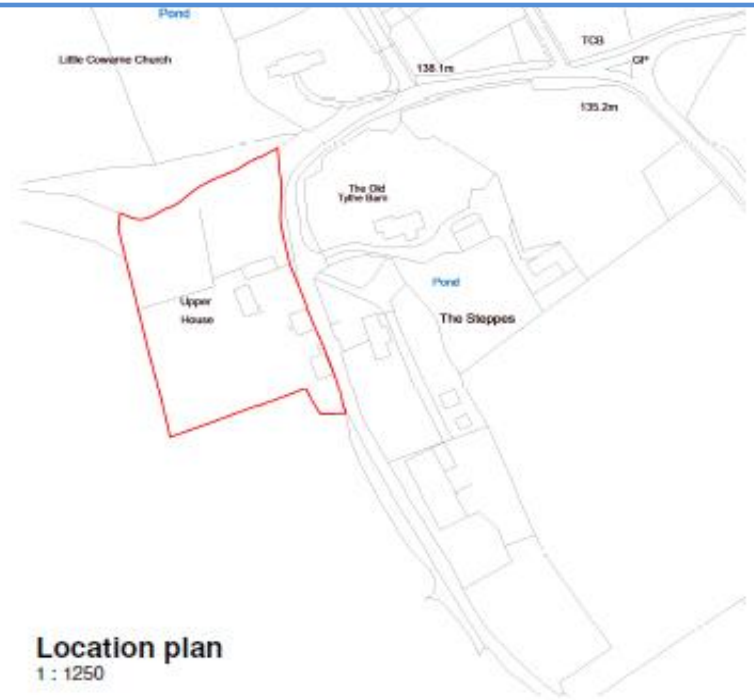 Pond
Little Cowarne Church
TCB
GP
138.1m
135.2m
The Old
Tythe Barn
Pond
Upper
House
The Steppes
Location plan
1 : 1250